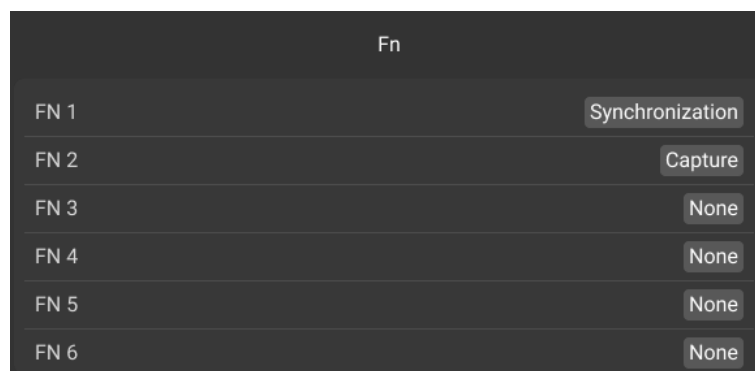 Fn
FN 1 Synchronization
FN 2 Capture
FN 3 None
FN 4 None
FN 5 None
FN 6 None